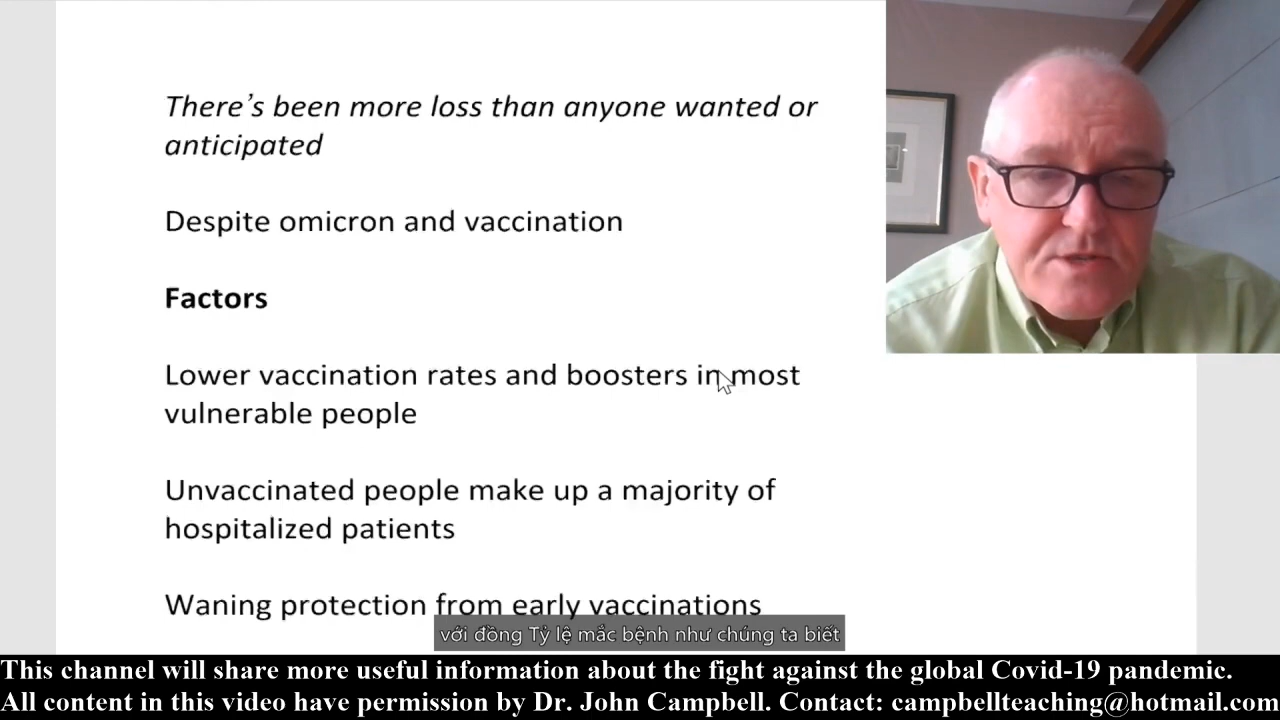 There’s been more loss than anyone wanted or
anticipated
Despite omicron and vaccination
Factors
Lower vaccination rates and boosters in most
vulnerable people
Unvaccinated people make up a majority of
hospitalized patients
Waning protection from early vaccinations
với đồng Tỷ lệ mắc bệnh như chúng ta biết
This channel will share more useful information about the fight against the global Covid-19 pandemic.
All content in this video have permission by Dr. John Campbell. Contact: campbellteaching@hotmail.com